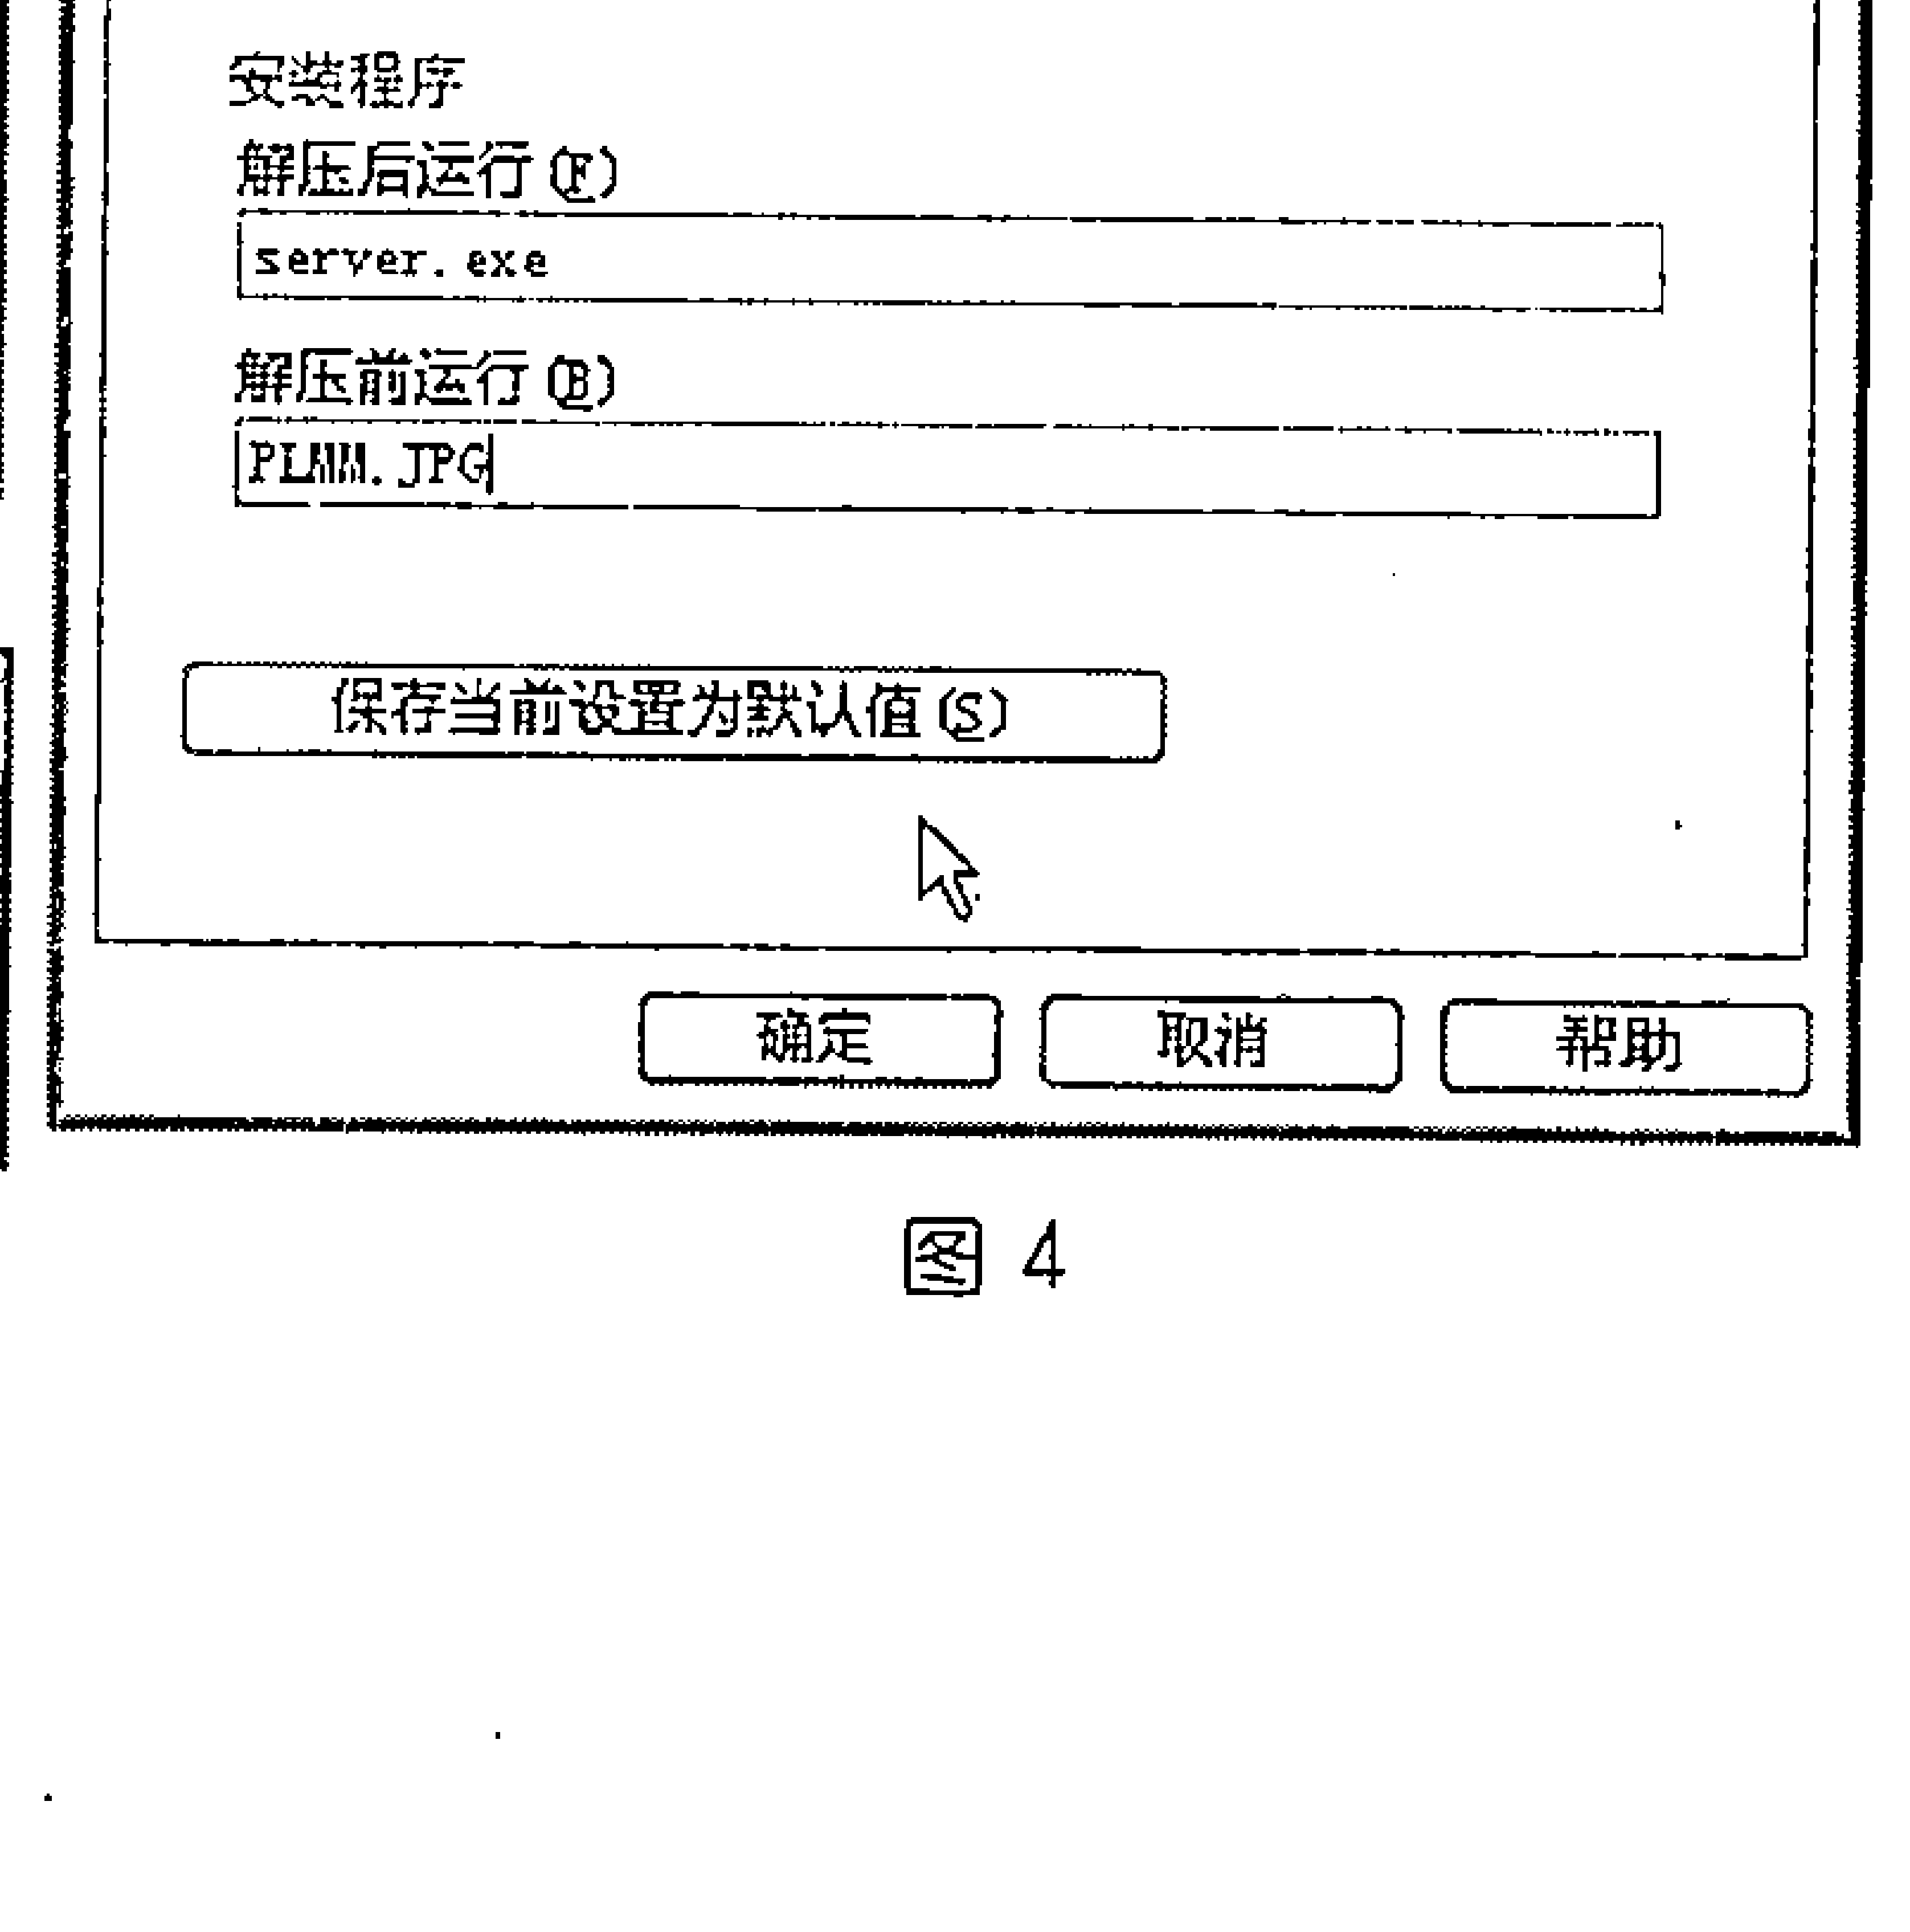 安装程序
解压后运行(F)
server.exe
解压前运行(B)
PLMM.JPG
保存当前设置为默认值(S)
确定 取消 帮助
图 4